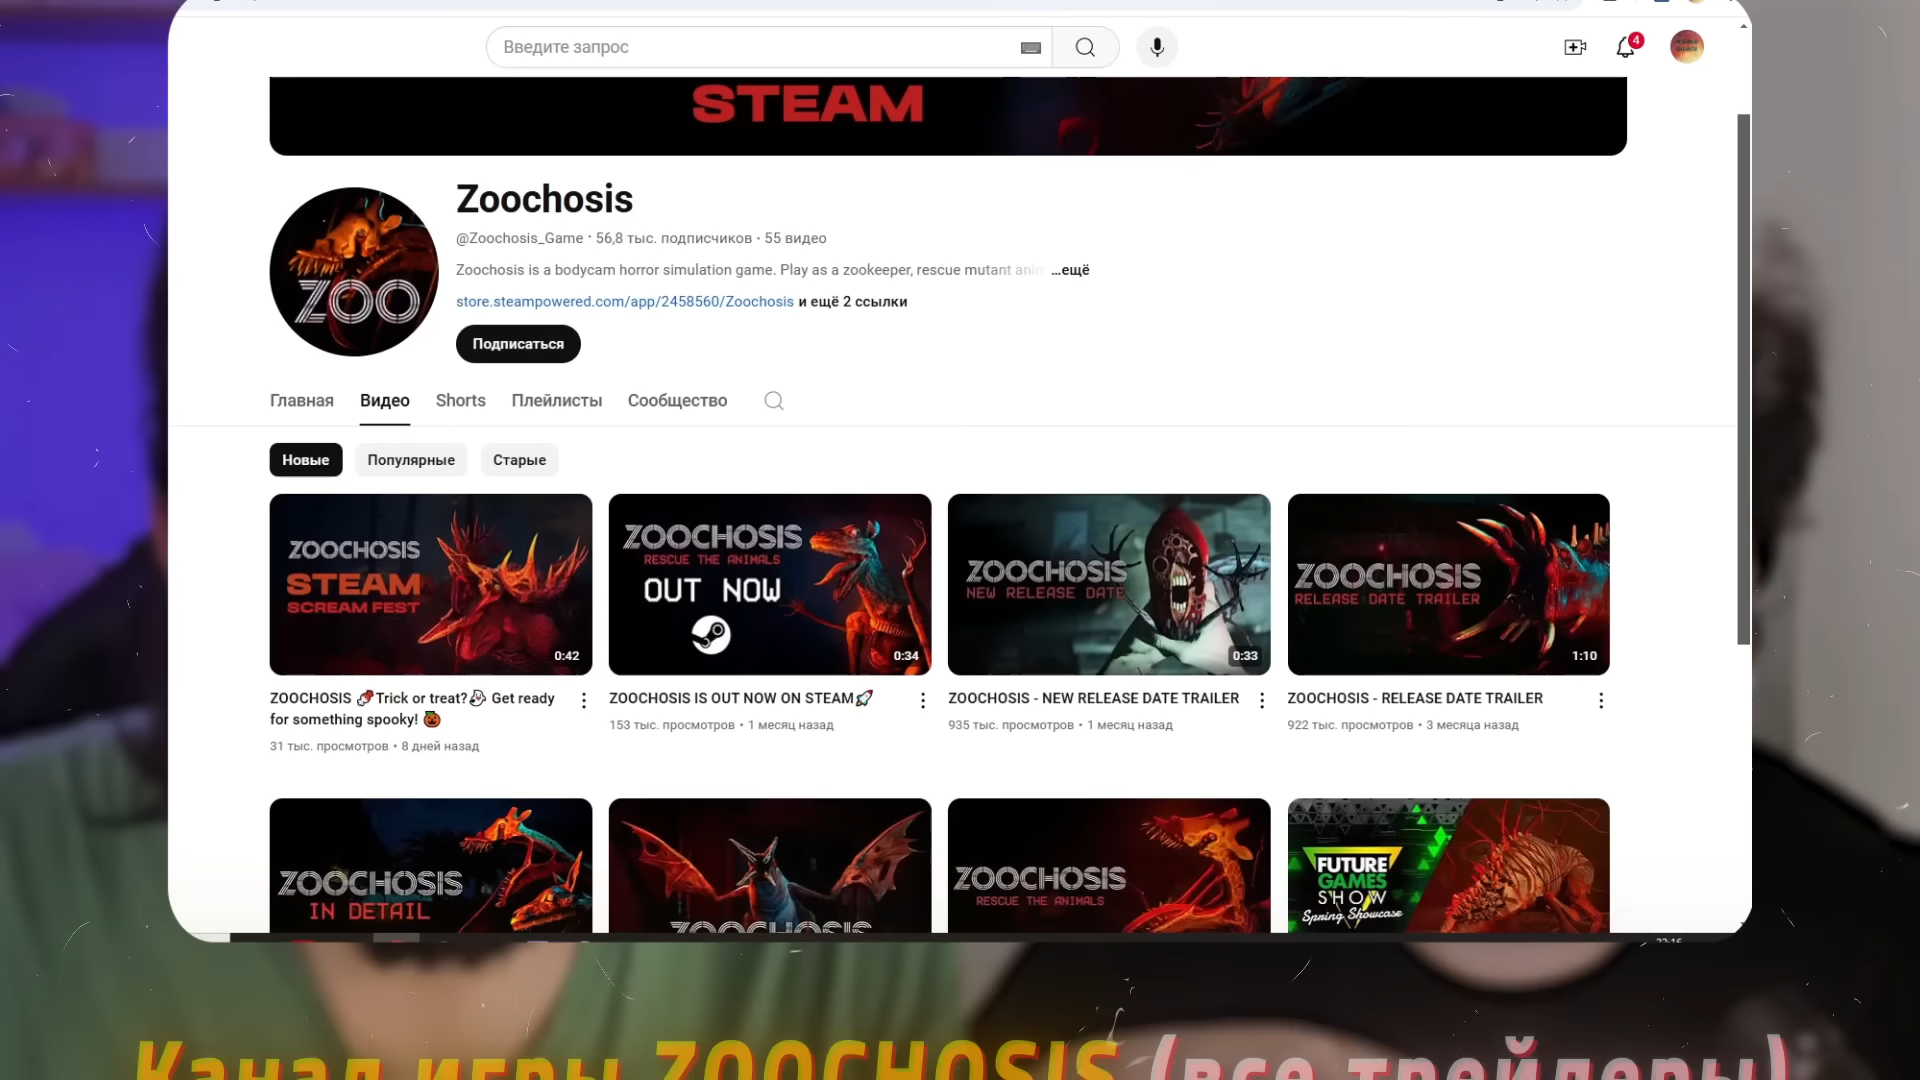 Введите запрос
4
STEAM
ZOO
Zoochosis
@Zoochosis_Game • 56,8 тыс. подписчиков • 55 видео
Zoochosis is a bodycam horror simulation game. Play as a zookeeper, rescue mutant anim ...ещё
store.steampowered.com/app/2458560/Zoochosis и ещё 2 ссылки
Подписаться
Главная Видео Shorts Плейлисты Сообщество
Новые Популярные Старые
ZOOCHOSIS
STEAM
SCREAM FEST
0:42
ZOOCHOSIS
RESCUE THE ANIMALS
OUT NOW
0:34
ZOOCHOSIS
NEW RELEASE DATE
0:33
ZOOCHOSIS
RELEASE DATE TRAILER
1:10
ZOOCHOSIS 🍖Trick or treat?👻 Get ready
for something spooky! 🎃
31 тыс. просмотров • 8 дней назад
ZOOCHOSIS IS OUT NOW ON STEAM🚀
153 тыс. просмотров • 1 месяц назад
ZOOCHOSIS - NEW RELEASE DATE TRAILER
935 тыс. просмотров • 1 месяц назад
ZOOCHOSIS - RELEASE DATE TRAILER
922 тыс. просмотров • 3 месяца назад
ZOOCHOSIS
IN DETAIL
ZOOCHOSIS
ZOOCHOSIS
RESCUE THE ANIMALS
FUTURE
GAMES
SHOW
Spring Showcase
Канал игры ZOOCHOSIS (все трейлеры)